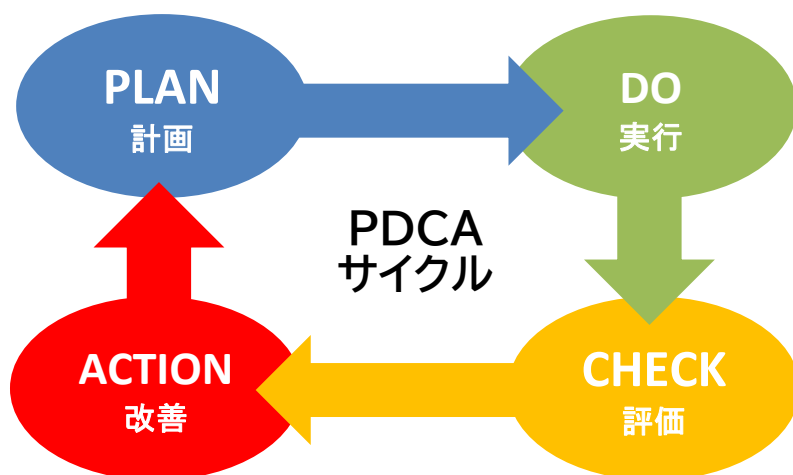 PLAN
計画
DO
実行
PDCA
サイクル
ACTION
改善
CHECK
評価